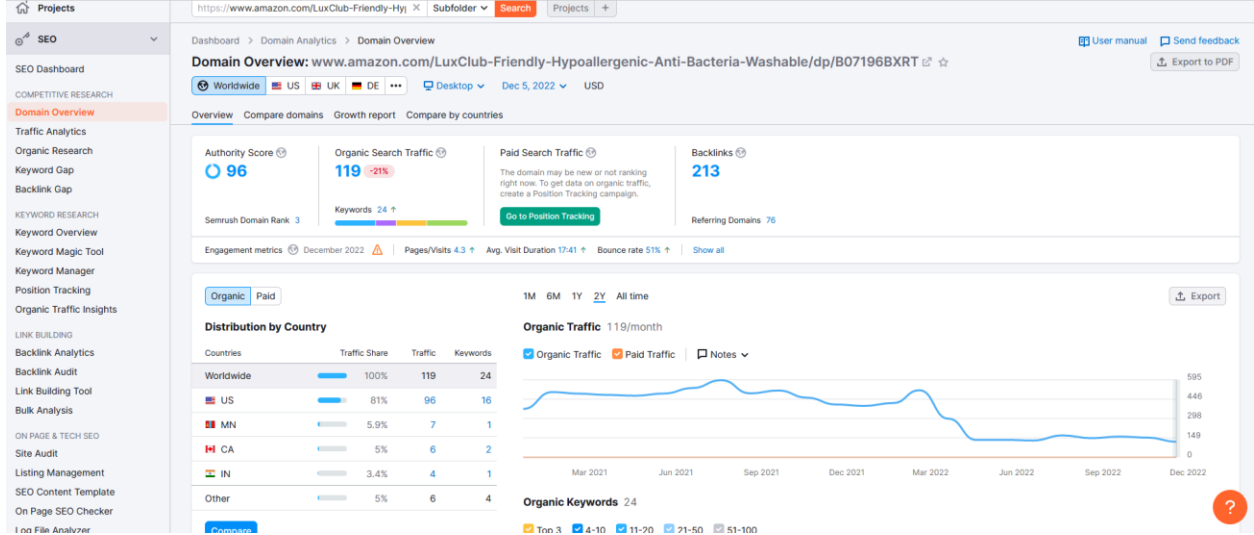 Projects
https://www.amazon.com/LuxClub-Friendly-Hy × Subfolder Search Projects +
SEO
SEO Dashboard
COMPETITIVE RESEARCH
Domain Overview
Traffic Analytics
Organic Research
Keyword Gap
Backlink Gap
KEYWORD RESEARCH
Keyword Overview
Keyword Magic Tool
Keyword Manager
Position Tracking
Organic Traffic Insights
LINK BUILDING
Backlink Analytics
Backlink Audit
Link Building Tool
Bulk Analysis
ON PAGE & TECH SEO
Site Audit
Listing Management
SEO Content Template
On Page SEO Checker
Log File Analyzer
Dashboard > Domain Analytics > Domain Overview
User manual Send feedback
Domain Overview: www.amazon.com/LuxClub-Friendly-Hypoallergenic-Anti-Bacteria-Washable/dp/B07196BXRT
Export to PDF
Worldwide US UK DE ••• Desktop Dec 5, 2022 USD
Overview Compare domains Growth report Compare by countries
Authority Score
96
Semrush Domain Rank 3
Organic Search Traffic
119 -21%
Keywords 24 ↑
Paid Search Traffic
The domain may be new or not ranking
right now. To get data on organic traffic,
create a Position Tracking campaign.
Go to Position Tracking
Backlinks
213
Referring Domains 76
Engagement metrics December 2022 Pages/Visits 4.3 ↑ Avg. Visit Duration 17:41 ↑ Bounce rate 51% ↑ Show all
Organic Paid
Distribution by Country
Countries Traffic Share Traffic Keywords
Worldwide 100% 119 24
US 81% 96 16
MN 5.9% 7 1
CA 5% 6 2
IN 3.4% 4 1
Other 5% 6 4
Compare
1M 6M 1Y 2Y All time
Export
Organic Traffic 119/month
Organic Traffic Paid Traffic Notes
595
446
298
149
0
Mar 2021 Jun 2021 Sep 2021 Dec 2021 Mar 2022 Jun 2022 Sep 2022 Dec 2022
Organic Keywords 24
Top 3 4-10 11-20 21-50 51-100
?